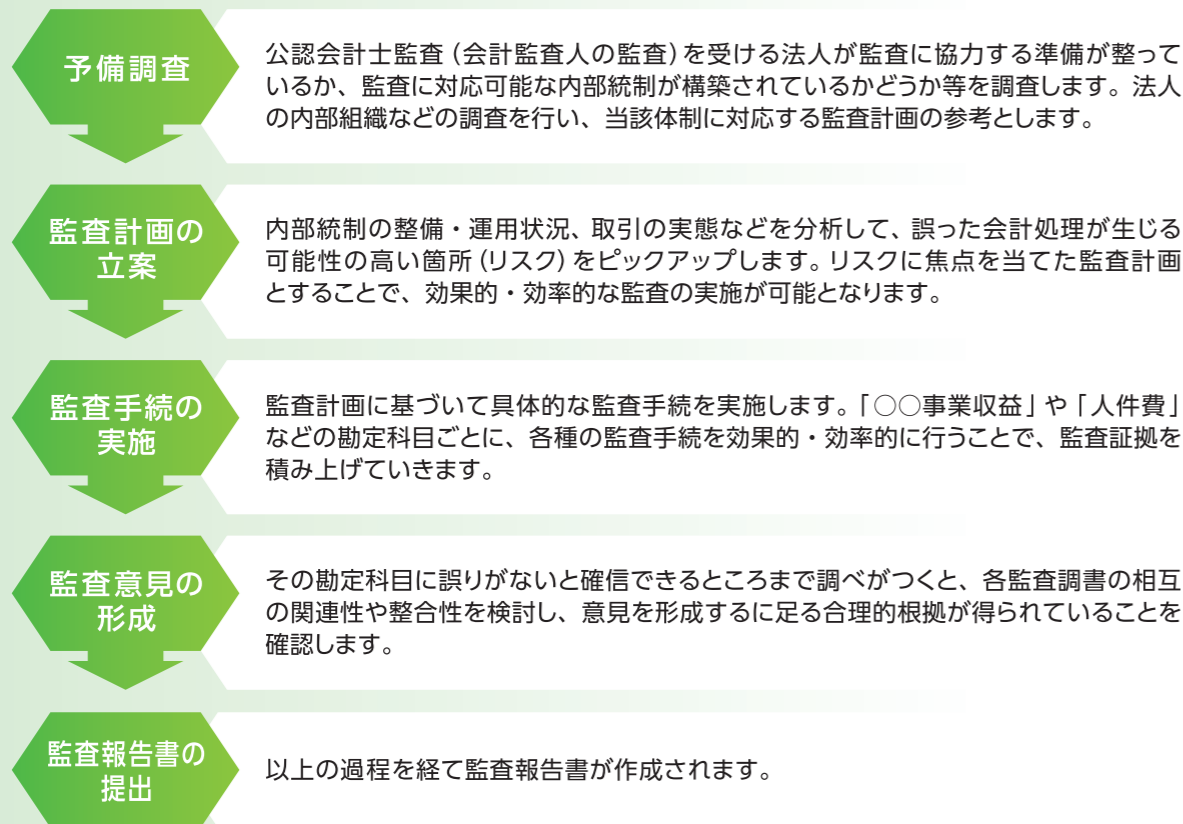 予備調査
公認会計士監査（会計監査人の監査）を受ける法人が監査に協力する準備が整って
いるか、監査に対応可能な内部統制が構築されているかどうか等を調査します。法人
の内部組織などの調査を行い、当該体制に対応する監査計画の参考とします。
監査計画の
立案
内部統制の整備・運用状況、取引の実態などを分析して、誤った会計処理が生じる
可能性の高い箇所（リスク）をピックアップします。リスクに焦点を当てた監査計画
とすることで、効果的・効率的な監査の実施が可能となります。
監査手続の
実施
監査計画に基づいて具体的な監査手続を実施します。「○○事業収益」や「人件費」
などの勘定科目ごとに、各種の監査手続を効果的・効率的に行うことで、監査証拠を
積み上げていきます。
監査意見の
形成
その勘定科目に誤りがないと確信できるところまで調べがつくと、各監査調書の相互
の関連性や整合性を検討し、意見を形成するに足る合理的根拠が得られていることを
確認します。
監査報告書の
提出
以上の過程を経て監査報告書が作成されます。